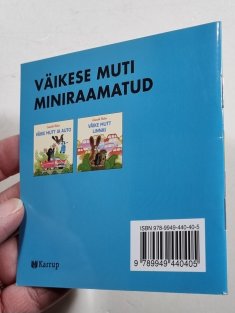 VÄIKESE MUTI
MINIRAAMATUD
VÄIKE MUTT JA AUTO
VÄIKE MUTT
LINNAS
ISBN 978-9949-440-40-5
9 789949 440405
Karrup